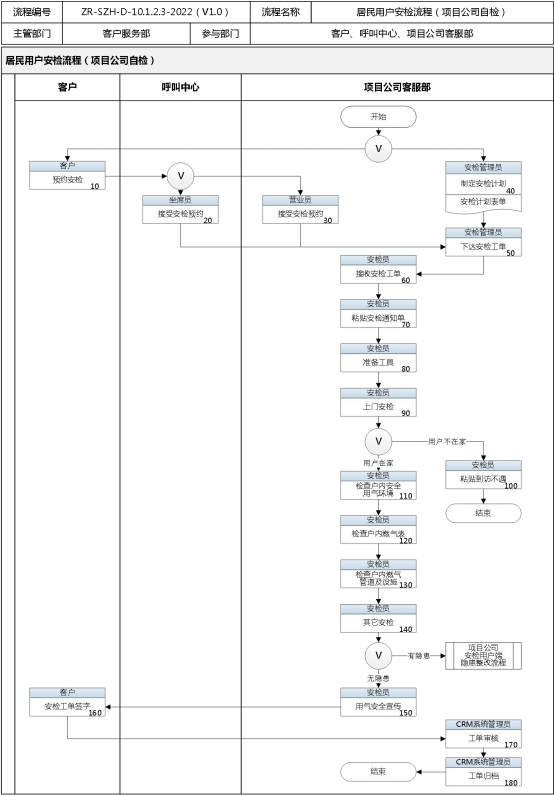 流程编号 ZR-SZH-D-10.1.2.3-2022（V1.0） 流程名称 居民用户安检流程（项目公司自检）
主管部门 客户服务部 参与部门 客户、呼叫中心、项目公司客服部
居民用户安检流程（项目公司自检）
客户 呼叫中心 项目公司客服部
开始
V
客户
预约安检
10
V
安检管理员
制定安检计划
40
安检计划表单
坐席员
接受安检预约
20
营业员
接受安检预约
30
安检管理员
下达安检工单
50
安检员
接收安检工单
60
安检员
粘贴安检通知单
70
安检员
准备工具
80
安检员
上门安检
90
V
用户不在家
用户在家
安检员
粘贴到访不遇
100
结束
安检员
检查户内安全
用气环境
110
安检员
检查户内燃气表
120
安检员
检查户内燃气
管道及设施
130
安检员
其它安检
140
V
有隐患
项目公司
安检用户端
隐患整改流程
无隐患
客户
安检工单签字
160
安检员
用气安全宣传
150
CRM系统管理员
工单审核
170
CRM系统管理员
工单归档
180
结束